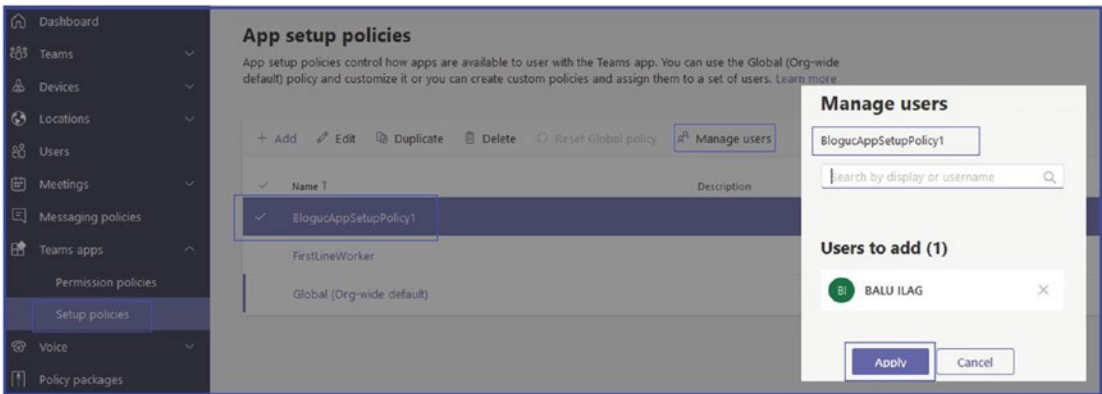 Dashboard
Teams
Devices
Locations
Users
Meetings
Messaging policies
Teams apps
Permission policies
Setup policies
Voice
Policy packages
App setup policies
App setup policies control how apps are available to user with the Teams app. You can use the Global (Org-wide
default) policy and customize it or you can create custom policies and assign them to a set of users. Learn more
+ Add Edit Duplicate Delete Reset Global policy Manage users
Name ↑ Description
BlogucAppSetupPolicy1
FirstLineWorker
Global (Org-wide default)
Manage users
BlogucAppSetupPolicy1
Search by display or username
Users to add (1)
BI BALU ILAG
Apply Cancel